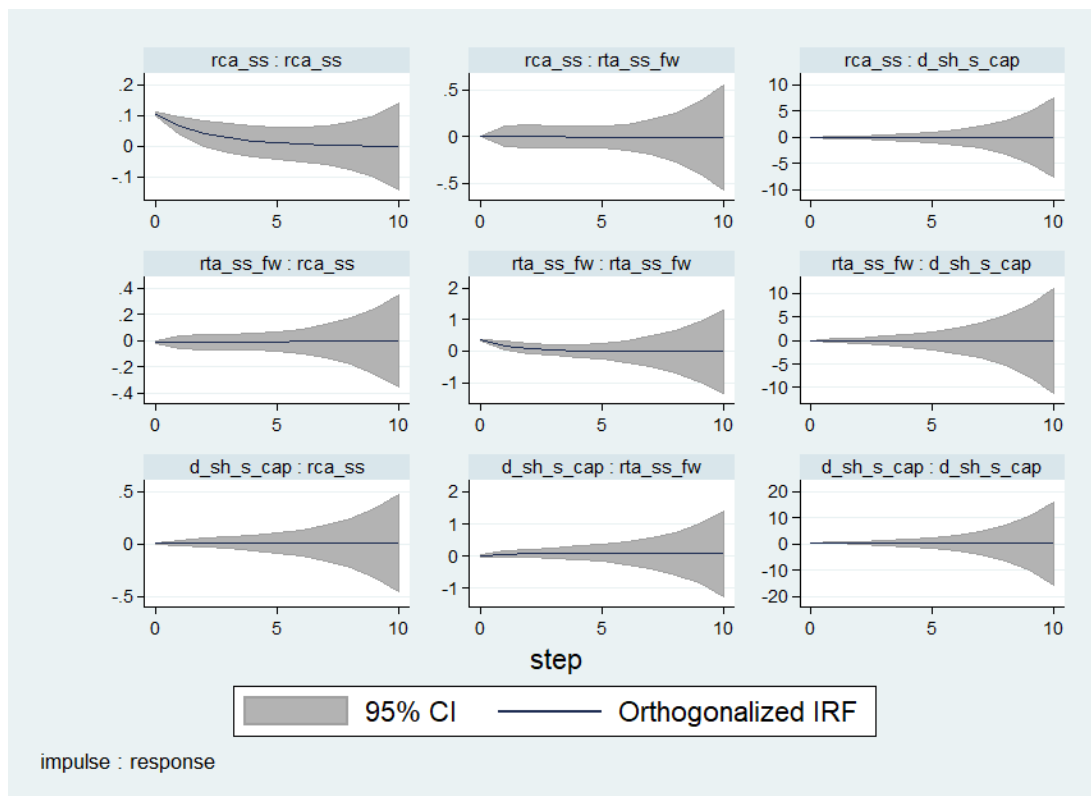 rca_ss : rca_ss
.2
.1
0
-.1
0 5 10
rca_ss : rta_ss_fw
.5
0
-.5
0 5 10
rca_ss : d_sh_s_cap
10
5
0
-5
-10
0 5 10
rta_ss_fw : rca_ss
.4
.2
0
-.2
-.4
0 5 10
rta_ss_fw : rta_ss_fw
2
1
0
-1
0 5 10
rta_ss_fw : d_sh_s_cap
10
5
0
-5
-10
0 5 10
d_sh_s_cap : rca_ss
.5
0
-.5
0 5 10
d_sh_s_cap : rta_ss_fw
2
1
0
-1
0 5 10
d_sh_s_cap : d_sh_s_cap
20
10
0
-10
-20
0 5 10
step
95% CI Orthogonalized IRF
impulse : response